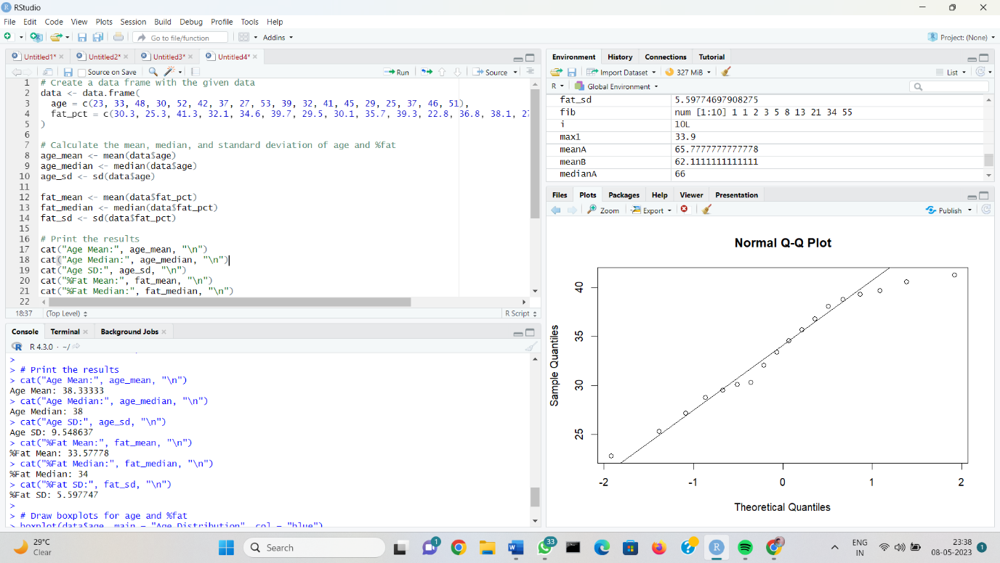 RStudio
File Edit Code View Plots Session Build Debug Profile Tools Help
Go to file/function Addins Project: (None)
Untitled1* Untitled2* Untitled3* Untitled4*
Source on Save Run Source
1 # Create a data frame with the given data
2 data <- data.frame(
3 age = c(23, 33, 48, 30, 52, 42, 37, 27, 53, 39, 32, 41, 45, 29, 25, 37, 46, 51),
4 fat_pct = c(30.3, 25.3, 41.3, 32.1, 34.6, 39.7, 29.5, 30.1, 35.7, 39.3, 22.8, 36.8, 38.1,
5 )
6
7 # Calculate the mean, median, and standard deviation of age and %fat
8 age_mean <- mean(data$age)
9 age_median <- median(data$age)
10 age_sd <- sd(data$age)
11
12 fat_mean <- mean(data$fat_pct)
13 fat_median <- median(data$fat_pct)
14 fat_sd <- sd(data$fat_pct)
15
16 # Print the results
17 cat("Age Mean:", age_mean, "\n")
18 cat("Age Median:", age_median, "\n")
19 cat("Age SD:", age_sd, "\n")
20 cat("%Fat Mean:", fat_mean, "\n")
21 cat("%Fat Median:", fat_median, "\n")
22
18:37 (Top Level) R Script
Console Terminal Background Jobs
R 4.3.0 · ~/
>
> # Print the results
> cat("Age Mean:", age_mean, "\n")
Age Mean: 38.33333
> cat("Age Median:", age_median, "\n")
Age Median: 38
> cat("Age SD:", age_sd, "\n")
Age SD: 9.548637
> cat("%Fat Mean:", fat_mean, "\n")
%Fat Mean: 33.57778
> cat("%Fat Median:", fat_median, "\n")
%Fat Median: 34
> cat("%Fat SD:", fat_sd, "\n")
%Fat SD: 5.597747
>
> # Draw boxplots for age and %fat
> boxplot(data$age, main = "Age Distribution", col = "blue")
Environment History Connections Tutorial
Import Dataset 327 MiB List
R Global Environment
fat_sd 5.59774697908275
fib num [1:10] 1 1 2 3 5 8 13 21 34 55
i 10L
max1 33.9
meanA 65.7777777777778
meanB 62.1111111111111
medianA 66
Files Plots Packages Help Viewer Presentation
Zoom Export Publish
Normal Q-Q Plot
Sample Quantiles
40
35
30
25
-2 -1 0 1 2
Theoretical Quantiles
29°C
Clear
Search
1
33
ENG
IN
23:38
08-05-2023
1